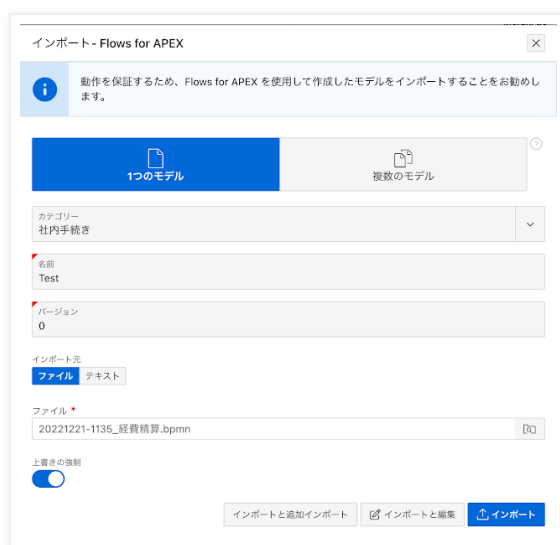 インポート- Flows for APEX
動作を保証するため、Flows for APEX を使用して作成したモデルをインポートすることをお勧めし
ます。
1つのモデル
複数のモデル
カテゴリー
社内手続き
名前
Test
バージョン
0
インポート元
ファイル テキスト
ファイル *
20221221-1135_経費精算.bpmn
上書きの強制
インポートと追加インポート インポートと編集 インポート